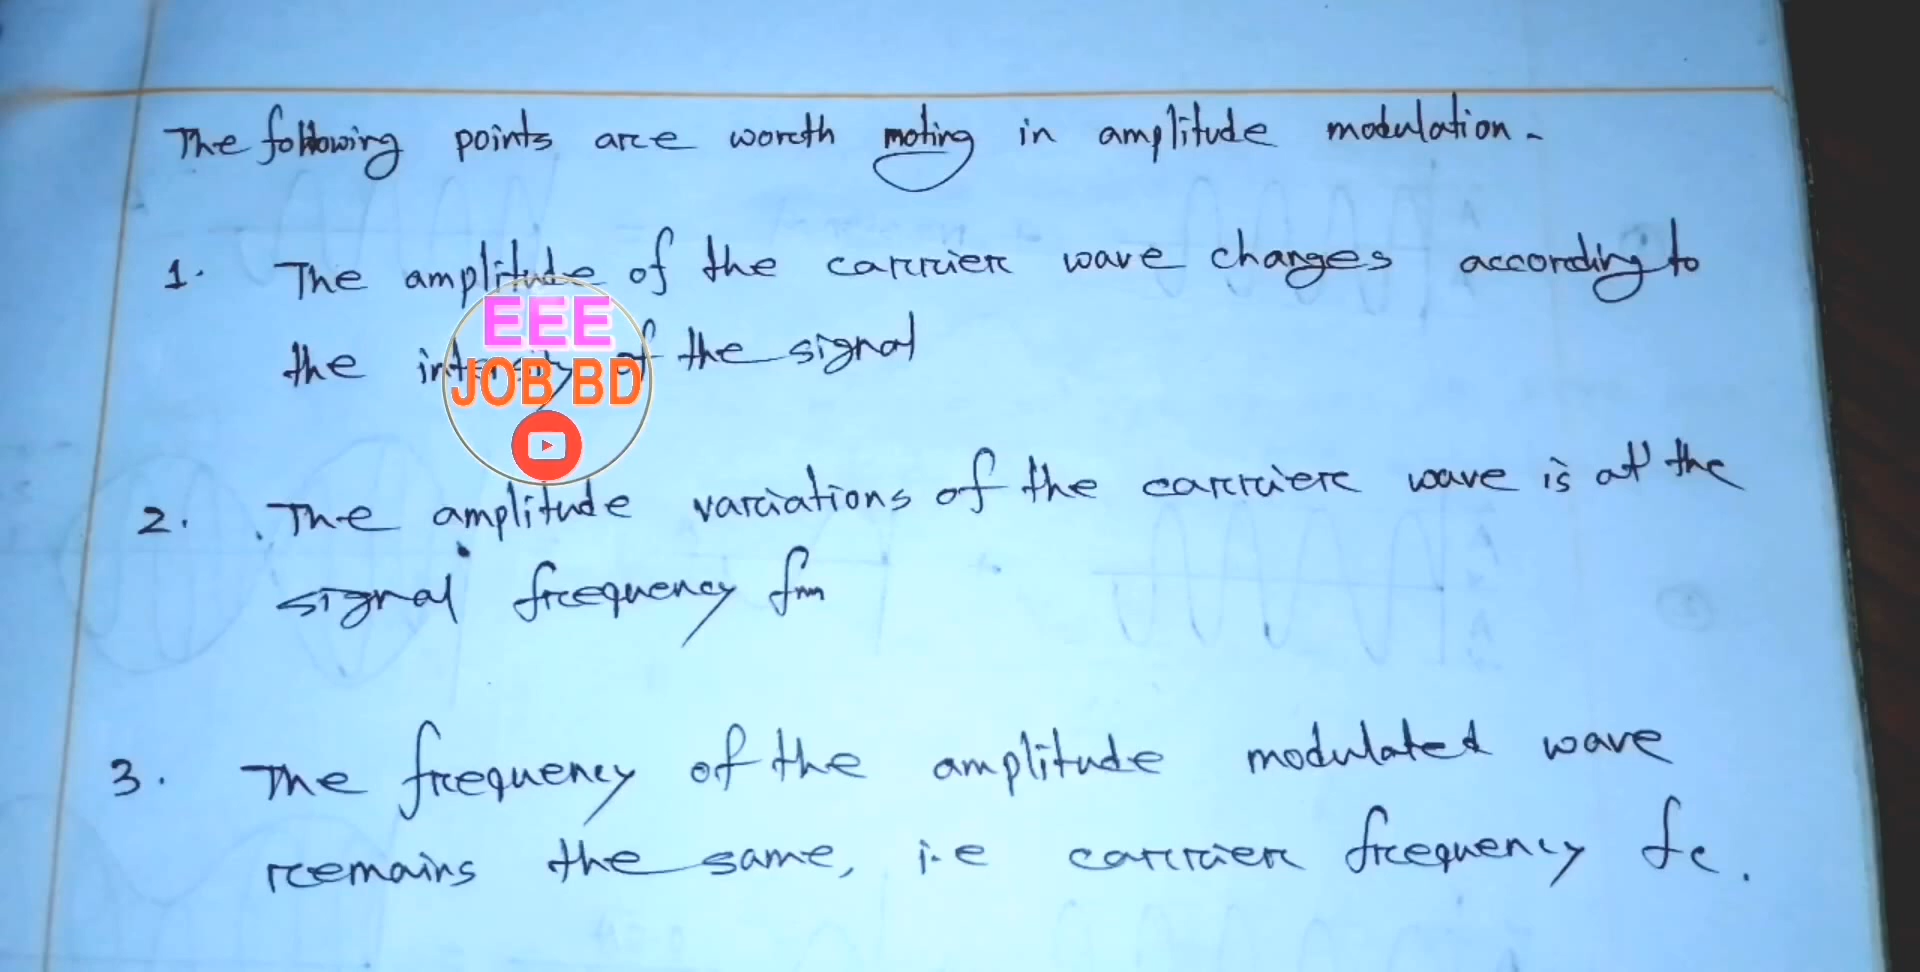 The following points are worth moting in amplitude modulation -
1. The amplitude of the carrier wave changes according to
the intensity of the signal
EEE
JOB BD
2. The amplitude variations of the carrier wave is at the
signal frequency fm
3. The frequency of the amplitude modulated wave
remains the same, i.e carrier frequency fc.